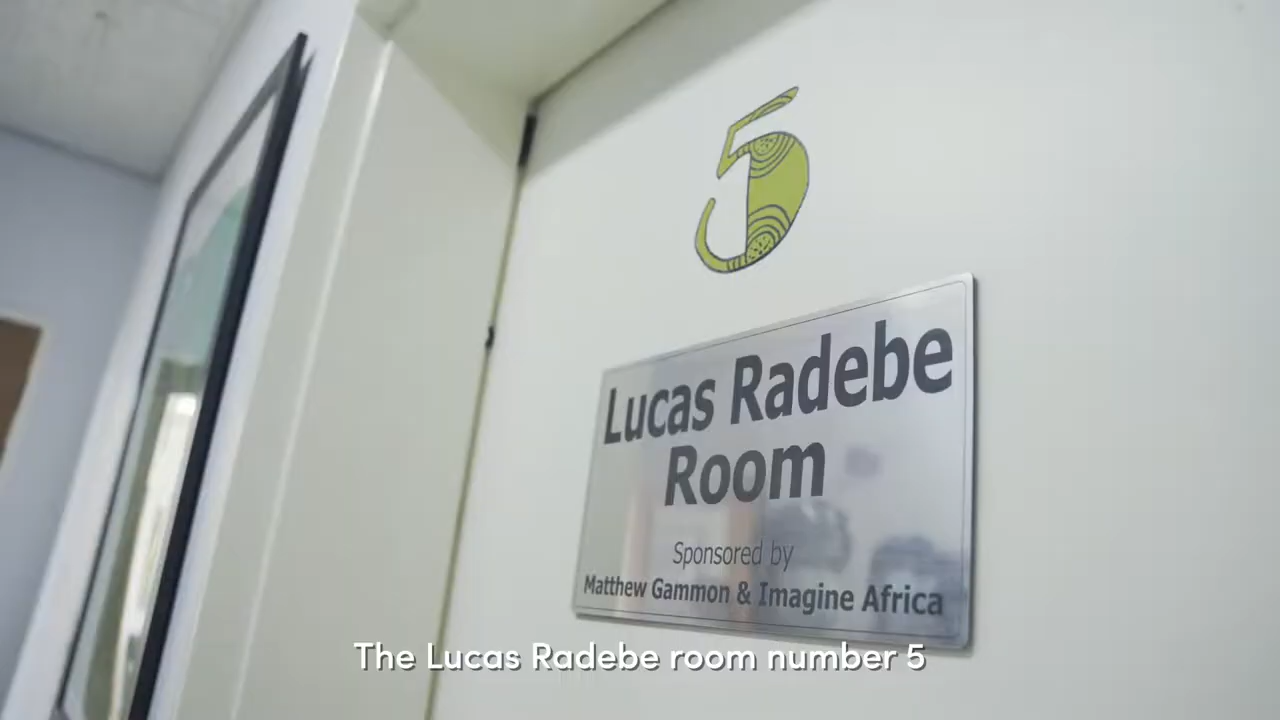 5
Lucas Radebe
Room
Sponsored by
Matthew Gammon & Imagine Africa
The Lucas Radebe room number 5